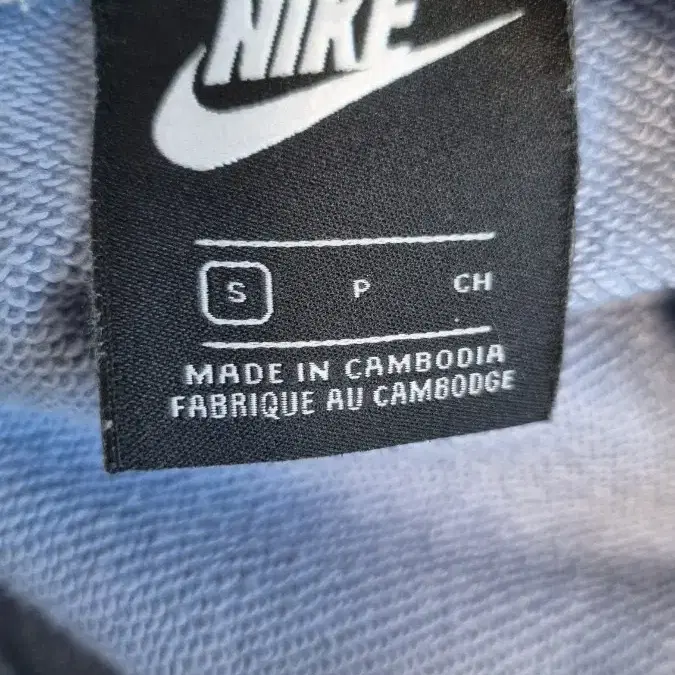 NIKE
S P CH
MADE IN CAMBODIA
FABRIQUE AU CAMBODGE